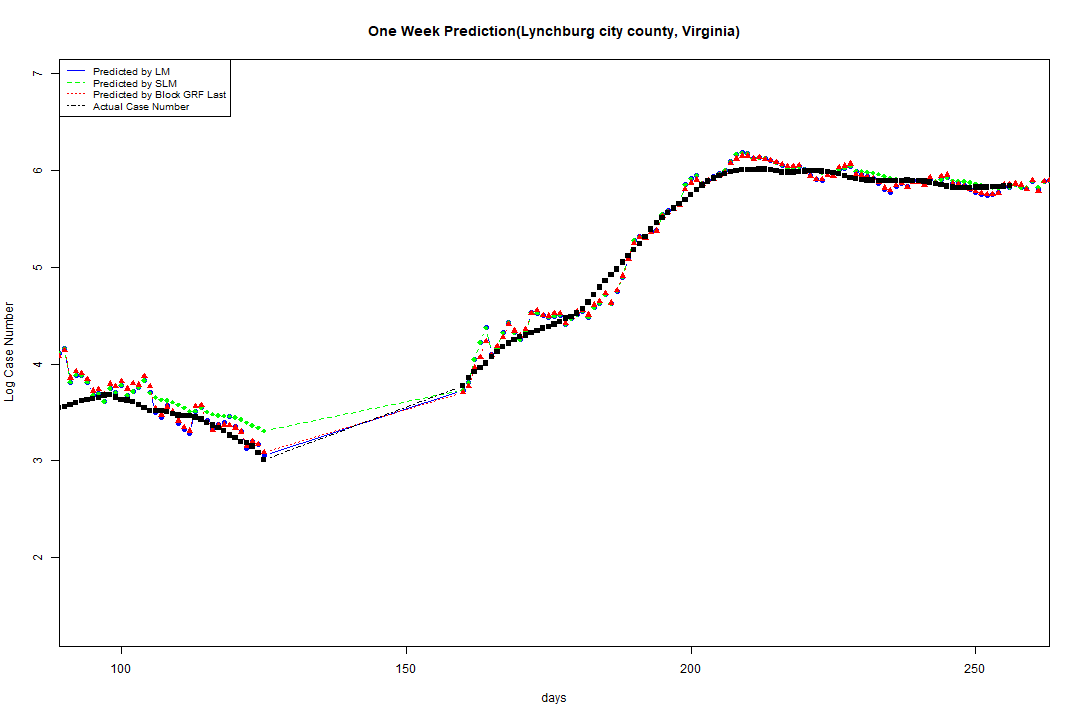 One Week Prediction(Lynchburg city county, Virginia)
Predicted by LM
Predicted by SLM
Predicted by Block GRF Last
Actual Case Number
7
6
5
4
3
2
Log Case Number
100
150
200
250
days